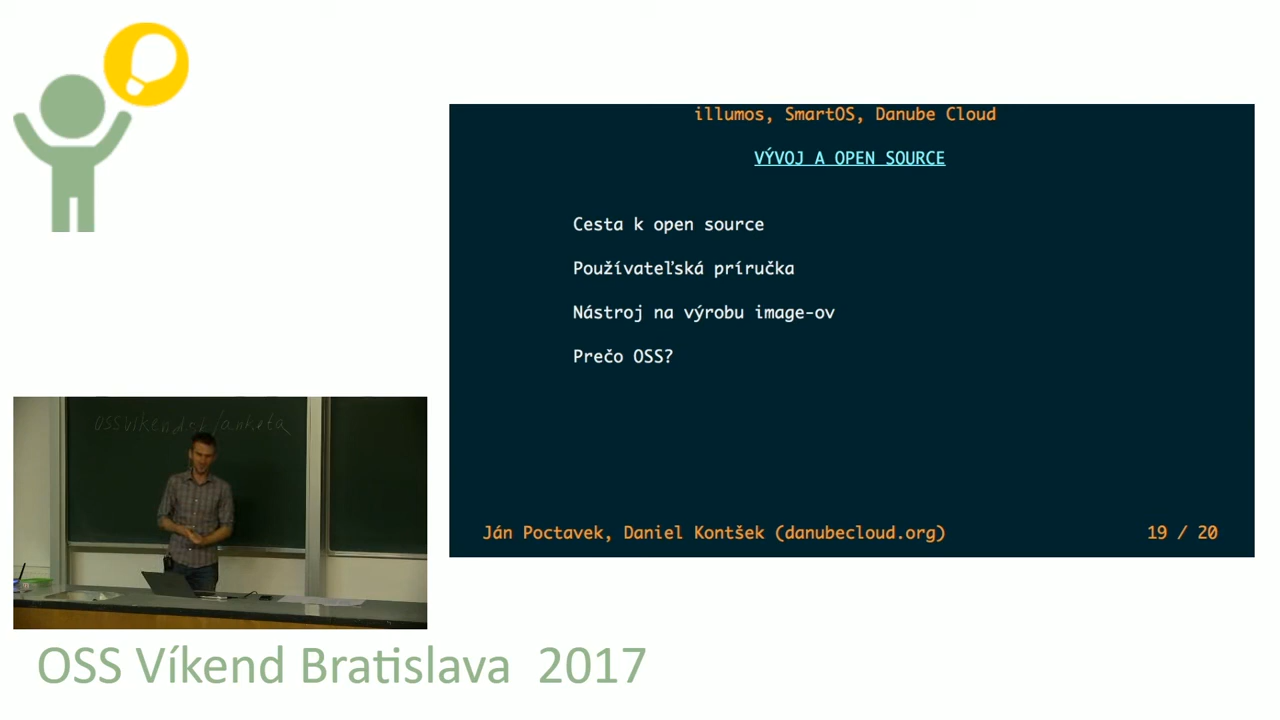 illumos, SmartOS, Danube Cloud
VÝVOJ A OPEN SOURCE
Cesta k open source
Používateľská príručka
Nástroj na výrobu image-ov
Prečo OSS?
Ján Poctavek, Daniel Kontšek (danubecloud.org)
19 / 20
OSS Víkend Bratislava 2017